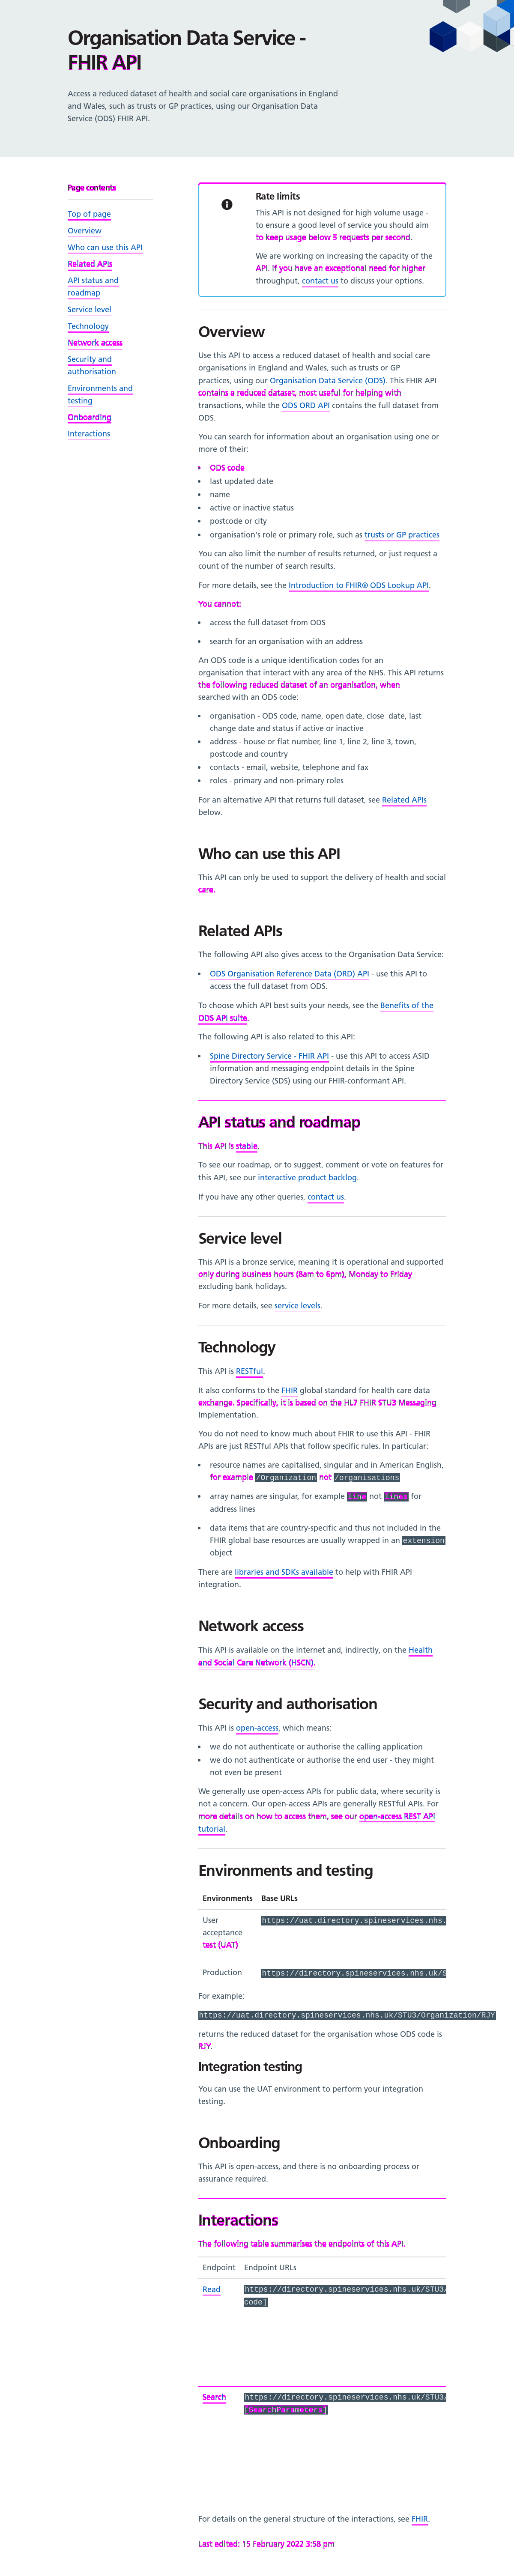 Organisation Data Service -
FHIR API
Access a reduced dataset of health and social care organisations in England
and Wales, such as trusts or GP practices, using our Organisation Data
Service (ODS) FHIR API.
Page contents
Top of page
Overview
Who can use this API
Related APIs
API status and
roadmap
Service level
Technology
Network access
Security and
authorisation
Environments and
testing
Onboarding
Interactions
Rate limits
This API is not designed for high volume usage -
to ensure a good level of service you should aim
to keep usage below 5 requests per second.
We are working on increasing the capacity of the
API. If you have an exceptional need for higher
throughput, contact us to discuss your options.
Overview
Use this API to access a reduced dataset of health and social care
organisations in England and Wales, such as trusts or GP
practices, using our Organisation Data Service (ODS). This FHIR API
contains a reduced dataset, most useful for helping with
transactions, while the ODS ORD API contains the full dataset from
ODS.
You can search for information about an organisation using one or
more of their:
• ODS code
• last updated date
• name
• active or inactive status
• postcode or city
• organisation's role or primary role, such as trusts or GP practices
You can also limit the number of results returned, or just request a
count of the number of search results.
For more details, see the Introduction to FHIR® ODS Lookup API.
You cannot:
• access the full dataset from ODS
• search for an organisation with an address
An ODS code is a unique identification codes for an
organisation that interact with any area of the NHS. This API returns
the following reduced dataset of an organisation, when
searched with an ODS code:
• organisation - ODS code, name, open date, close date, last
change date and status if active or inactive
• address - house or flat number, line 1, line 2, line 3, town,
postcode and country
• contacts - email, website, telephone and fax
• roles - primary and non-primary roles
For an alternative API that returns full dataset, see Related APIs
below.
Who can use this API
This API can only be used to support the delivery of health and social
care.
Related APIs
The following API also gives access to the Organisation Data Service:
• ODS Organisation Reference Data (ORD) API - use this API to
access the full dataset from ODS.
To choose which API best suits your needs, see the Benefits of the
ODS API suite.
The following API is also related to this API:
• Spine Directory Service - FHIR API - use this API to access ASID
information and messaging endpoint details in the Spine
Directory Service (SDS) using our FHIR-conformant API.
API status and roadmap
This API is stable.
To see our roadmap, or to suggest, comment or vote on features for
this API, see our interactive product backlog.
If you have any other queries, contact us.
Service level
This API is a bronze service, meaning it is operational and supported
only during business hours (8am to 6pm), Monday to Friday
excluding bank holidays.
For more details, see service levels.
Technology
This API is RESTful.
It also conforms to the FHIR global standard for health care data
exchange. Specifically, it is based on the HL7 FHIR STU3 Messaging
Implementation.
You do not need to know much about FHIR to use this API - FHIR
APIs are just RESTful APIs that follow specific rules. In particular:
• resource names are capitalised, singular and in American English,
for example /Organization not /organisations
• array names are singular, for example line not lines for
address lines
• data items that are country-specific and thus not included in the
FHIR global base resources are usually wrapped in an extension
object
There are libraries and SDKs available to help with FHIR API
integration.
Network access
This API is available on the internet and, indirectly, on the Health
and Social Care Network (HSCN).
Security and authorisation
This API is open-access, which means:
• we do not authenticate or authorise the calling application
• we do not authenticate or authorise the end user - they might
not even be present
We generally use open-access APIs for public data, where security is
not a concern. Our open-access APIs are generally RESTful APIs. For
more details on how to access them, see our open-access REST API
tutorial.
Environments and testing
Environments Base URLs
User https://uat.directory.spineservices.nhs.
acceptance
test (UAT)
Production https://directory.spineservices.nhs.uk/S
For example:
https://uat.directory.spineservices.nhs.uk/STU3/Organization/RJY
returns the reduced dataset for the organisation whose ODS code is
RJY.
Integration testing
You can use the UAT environment to perform your integration
testing.
Onboarding
This API is open-access, and there is no onboarding process or
assurance required.
Interactions
The following table summarises the endpoints of this API.
Endpoint Endpoint URLs
Read https://directory.spineservices.nhs.uk/STU3/
code]
Search https://directory.spineservices.nhs.uk/STU3/
[SearchParameters]
For details on the general structure of the interactions, see FHIR.
Last edited: 15 February 2022 3:58 pm